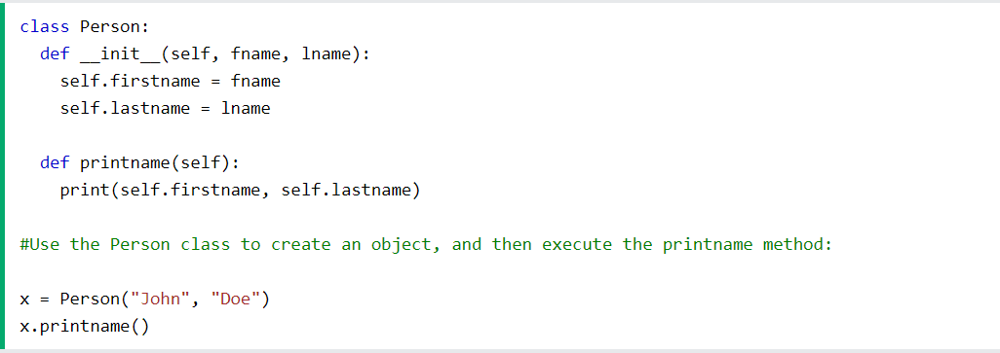 class Person:
  def __init__(self, fname, lname):
    self.firstname = fname
    self.lastname = lname

  def printname(self):
    print(self.firstname, self.lastname)

#Use the Person class to create an object, and then execute the printname method:

x = Person("John", "Doe")
x.printname()